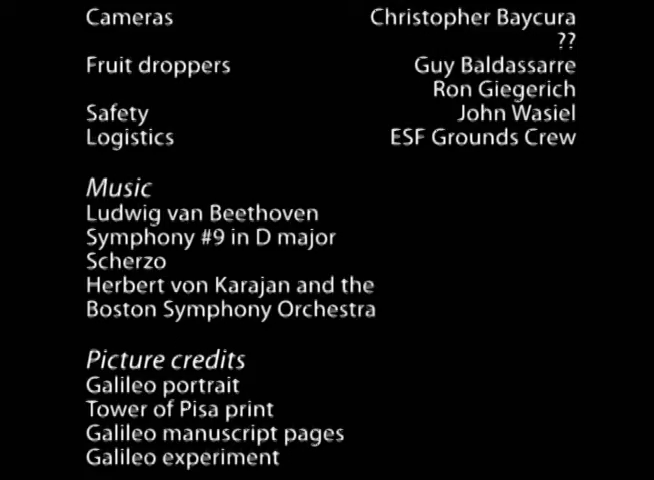 Cameras Christopher Baycura
??
Fruit droppers Guy Baldassarre
Ron Giegerich
Safety John Wasiel
Logistics ESF Grounds Crew
Music
Ludwig van Beethoven
Symphony #9 in D major
Scherzo
Herbert von Karajan and the
Boston Symphony Orchestra
Picture credits
Galileo portrait
Tower of Pisa print
Galileo manuscript pages
Galileo experiment